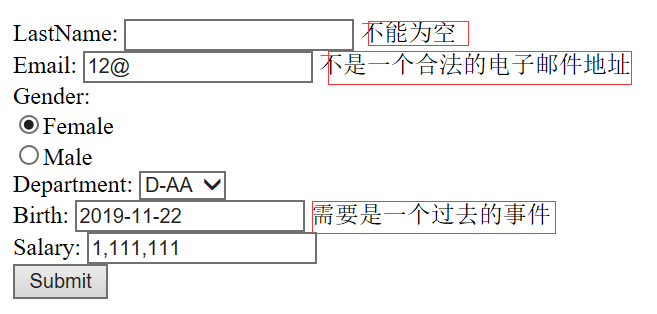 LastName: 不能为空
Email: 12@ 不是一个合法的电子邮件地址
Gender:
Female
Male
Department: D-AA
Birth: 2019-11-22 需要是一个过去的事件
Salary: 1,111,111
Submit